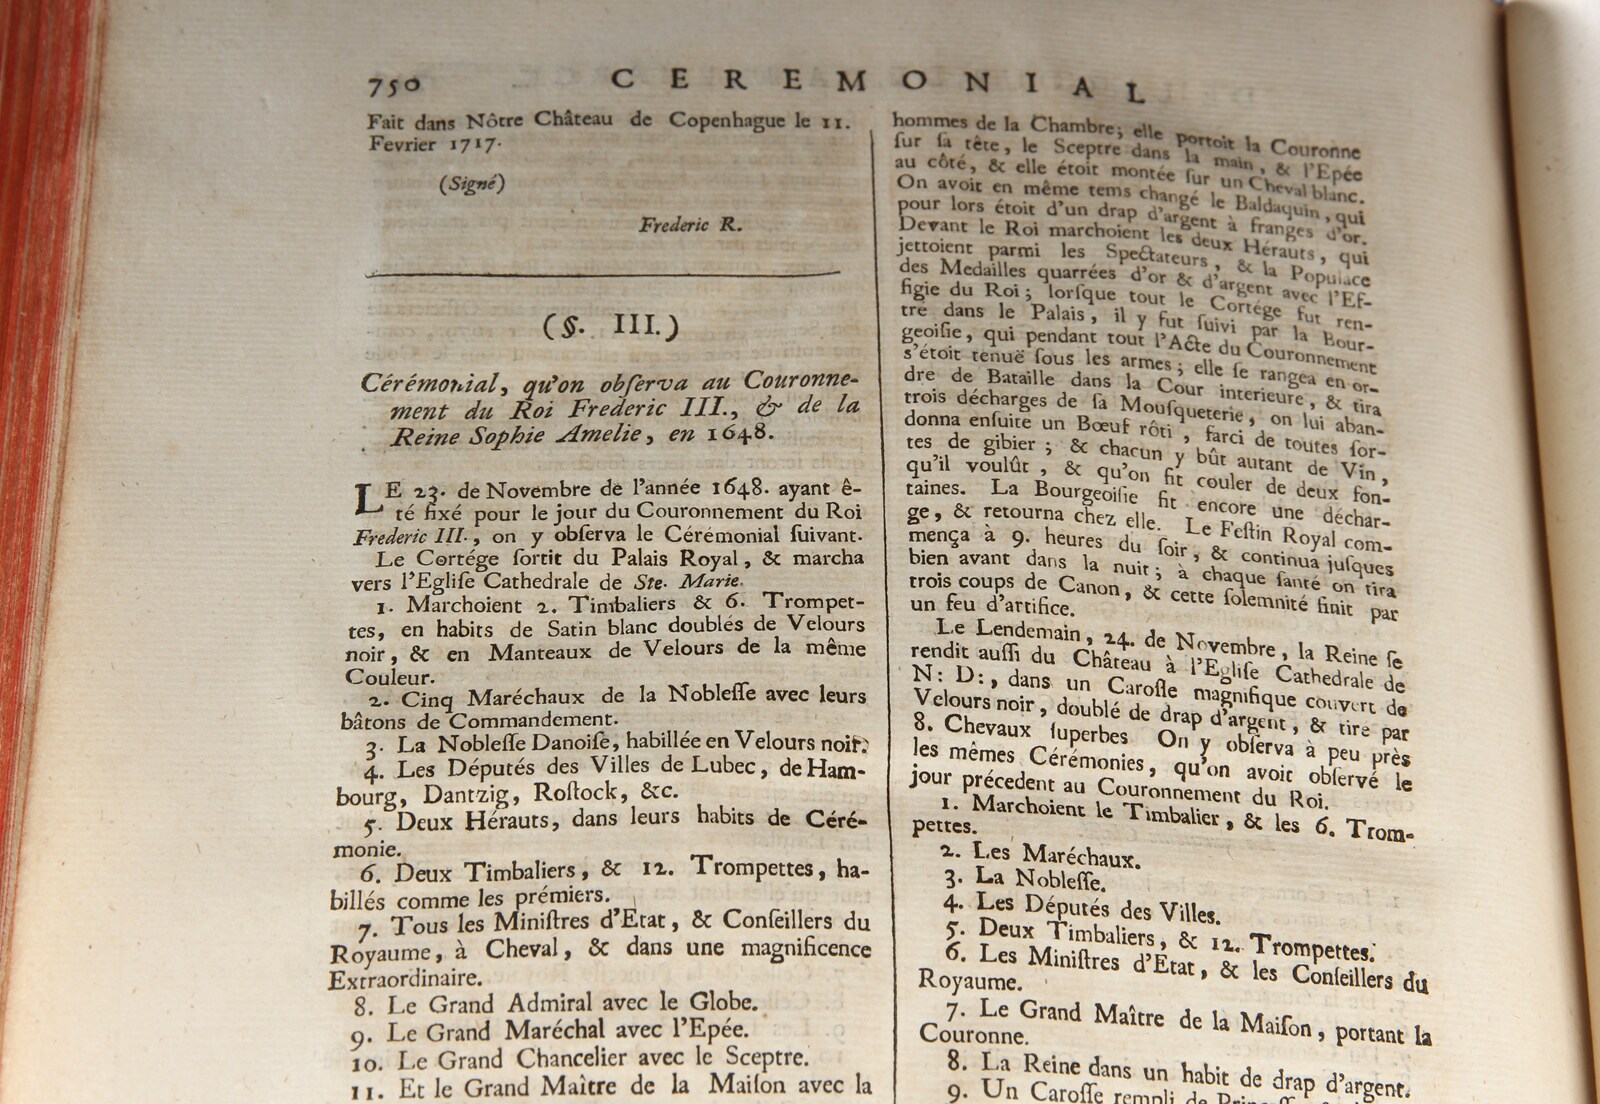 750 CEREMONIAL
Fait dans Nôtre Château de Copenhague le 11.
Fevrier 1717.
(Signé)
Frederic R.
(§. III.)
Cérémonial, qu'on obſerva au Couronne-
ment du Roi Frederic III., & de la
Reine Sophie Amelie, en 1648.
LE 23. de Novembre de l'année 1648. ayant ê-
té fixé pour le jour du Couronnement du Roi
Frederic III., on y obſerva le Cérémonial ſuivant.
Le Cortége ſortit du Palais Royal, & marcha
vers l'Egliſe Cathedrale de Ste. Marie.
1. Marchoient 2. Timbaliers & 6. Trompet-
tes, en habits de Satin blanc doublés de Velours
noir, & en Manteaux de Velours de la même
Couleur.
2. Cinq Maréchaux de la Nobleſſe avec leurs
bâtons de Commandement.
3. La Nobleſſe Danoiſe, habillée en Velours noir.
4. Les Députés des Villes de Lubec, de Ham-
bourg, Dantzig, Roſtock, &c.
5. Deux Hérauts, dans leurs habits de Céré-
monie.
6. Deux Timbaliers, & 12. Trompettes, ha-
billés comme les prémiers.
7. Tous les Miniſtres d'Etat, & Conſeillers du
Royaume, à Cheval, & dans une magnificence
Extraordinaire.
8. Le Grand Admiral avec le Globe.
9. Le Grand Maréchal avec l'Epée.
10. Le Grand Chancelier avec le Sceptre.
11. Et le Grand Maître de la Maiſon avec la
hommes de la Chambre; elle portoit la Couronne
ſur ſa tête, le Sceptre dans la main, & l'Epée
au côté, & elle étoit montée ſur un Cheval blanc.
On avoit en même tems changé le Baldaquin, qui
pour lors étoit d'un drap d'argent à franges d'or.
Devant le Roi marchoient les deux Hérauts, qui
jettoient parmi les Spectateurs, & la Populace
des Medailles quarrées d'or & d'argent avec l'Ef-
figie du Roi; lorſque tout le Cortége fut ren-
tre dans le Palais, il y fut ſuivi par la Bour-
geoiſie, qui pendant tout l'Acte du Couronnement
s'étoit tenuë ſous les armes; elle ſe rangea en or-
dre de Bataille dans la Cour interieure, & tira
trois décharges de ſa Mouſqueterie, on lui aban-
donna enſuite un Bœuf rôti, farci de toutes ſor-
tes de gibier; & chacun y bût autant de Vin,
qu'il voulût, & qu'on fit couler de deux fon-
taines. La Bourgeoiſie fit encore une déchar-
ge, & retourna chez elle. Le Feſtin Royal com-
mença à 9. heures du ſoir, & continua juſques
bien avant dans la nuit; à chaque ſanté on tira
trois coups de Canon, & cette ſolemnité finit par
un feu d'artifice.
Le Lendemain, 24. de Novembre, la Reine ſe
rendit auſſi du Château à l'Egliſe Cathedrale de
N: D:, dans un Caroſſe magnifique couvert de
Velours noir, doublé de drap d'argent, & tire par
8. Chevaux ſuperbes On y obſerva à peu près
les mêmes Cérémonies, qu'on avoit obſervé le
jour précedent au Couronnement du Roi.
1. Marchoient le Timbalier, & les 6. Trom-
pettes.
2. Les Maréchaux.
3. La Nobleſſe.
4. Les Députés des Villes.
5. Deux Timbaliers, & 12. Trompettes.
6. Les Miniſtres d'Etat, & les Conſeillers du
Royaume.
7. Le Grand Maître de la Maiſon, portant la
Couronne.
8. La Reine dans un habit de drap d'argent.
9. Un Caroſſe rempli de